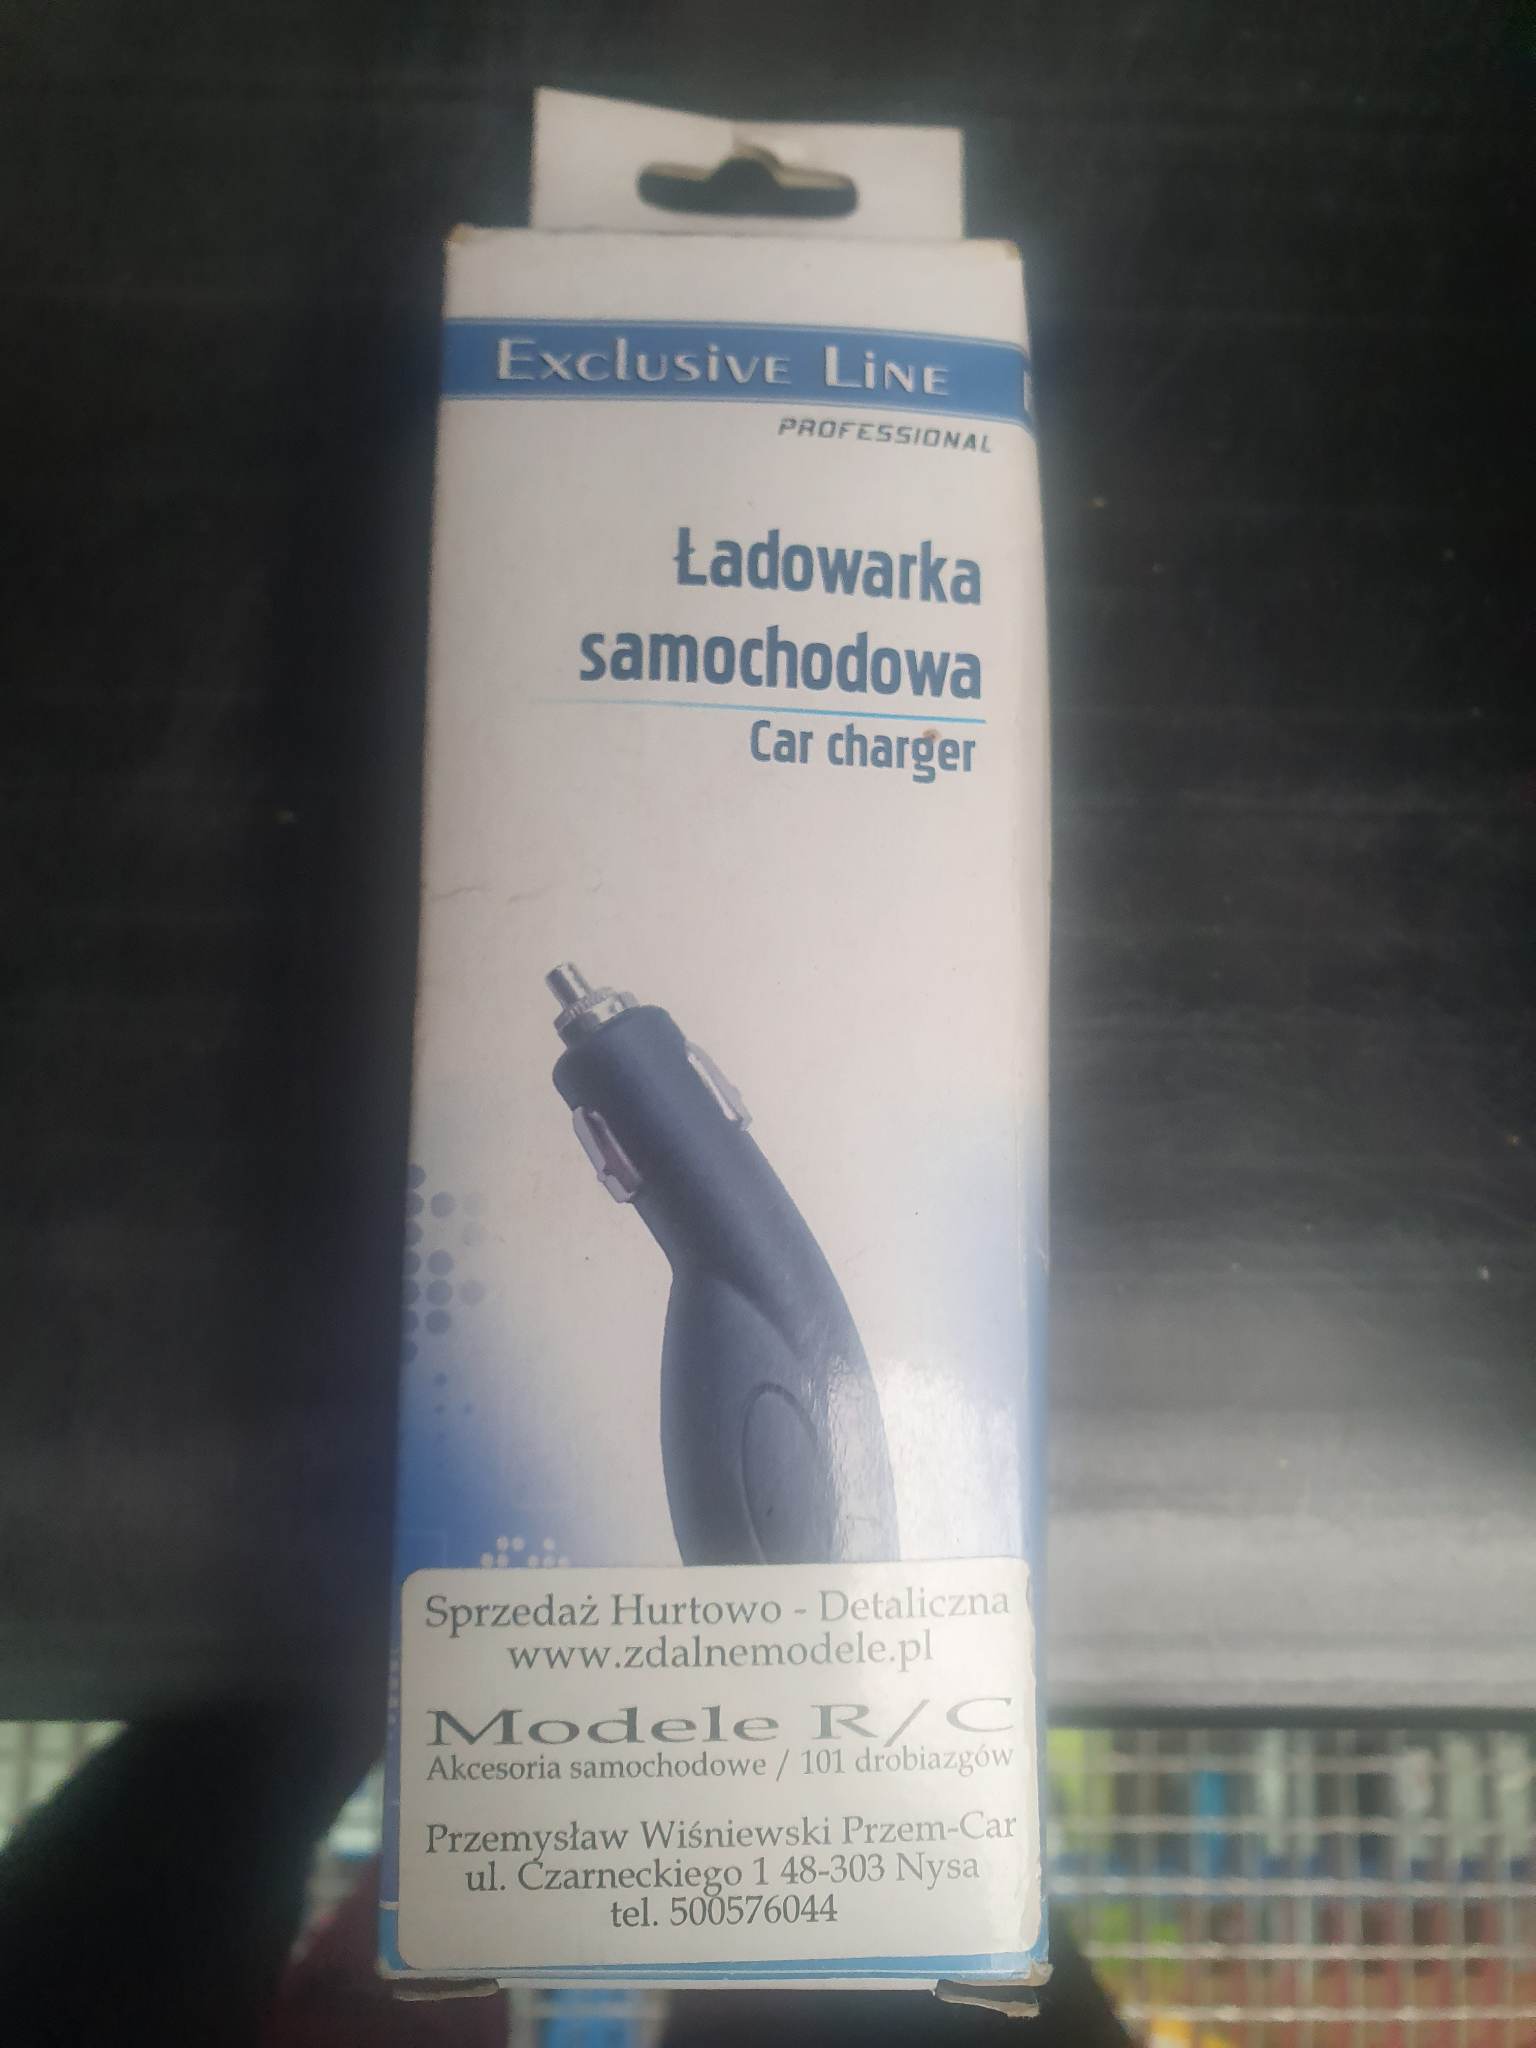 Exclusive Line
PROFESSIONAL
Ładowarka
samochodowa
Car charger
Sprzedaż Hurtowo - Detaliczna
www.zdalnemodele.pl
Modele R/C
Akcesoria samochodowe / 101 drobiazgów
Przemysław Wiśniewski Przem-Car
ul. Czarneckiego 1 48-303 Nysa
tel. 500576044